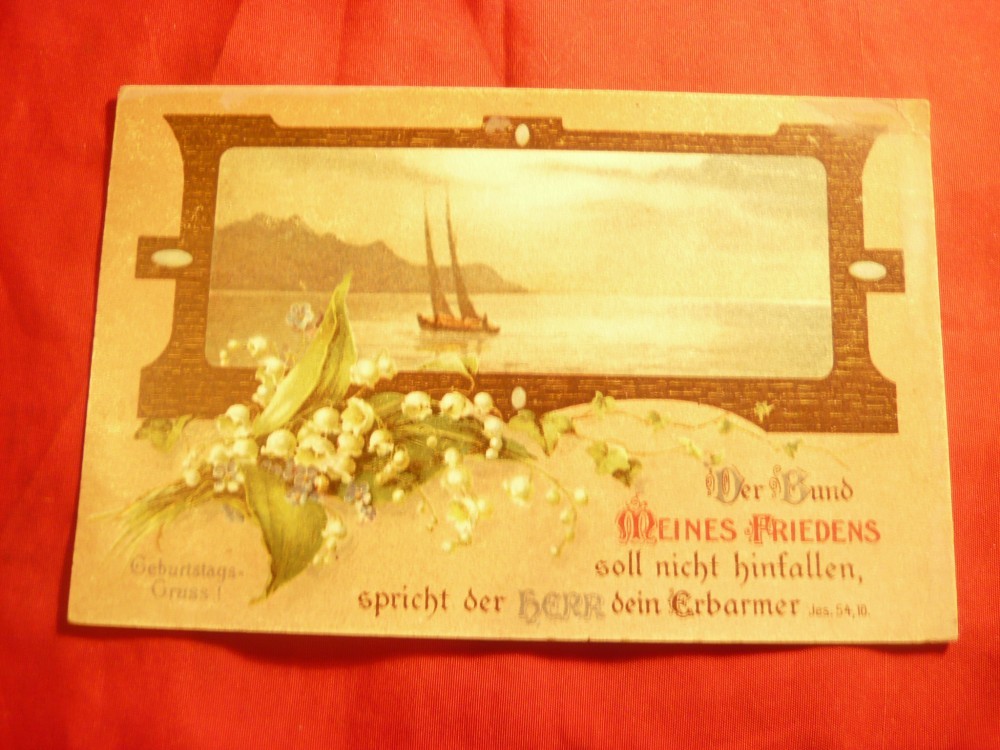 Der Bund
MEINES FRIEDENS
soll nicht hinfallen,
spricht der HERR dein Erbarmer Jes. 54, 10.
Geburtstags-
Gruss!